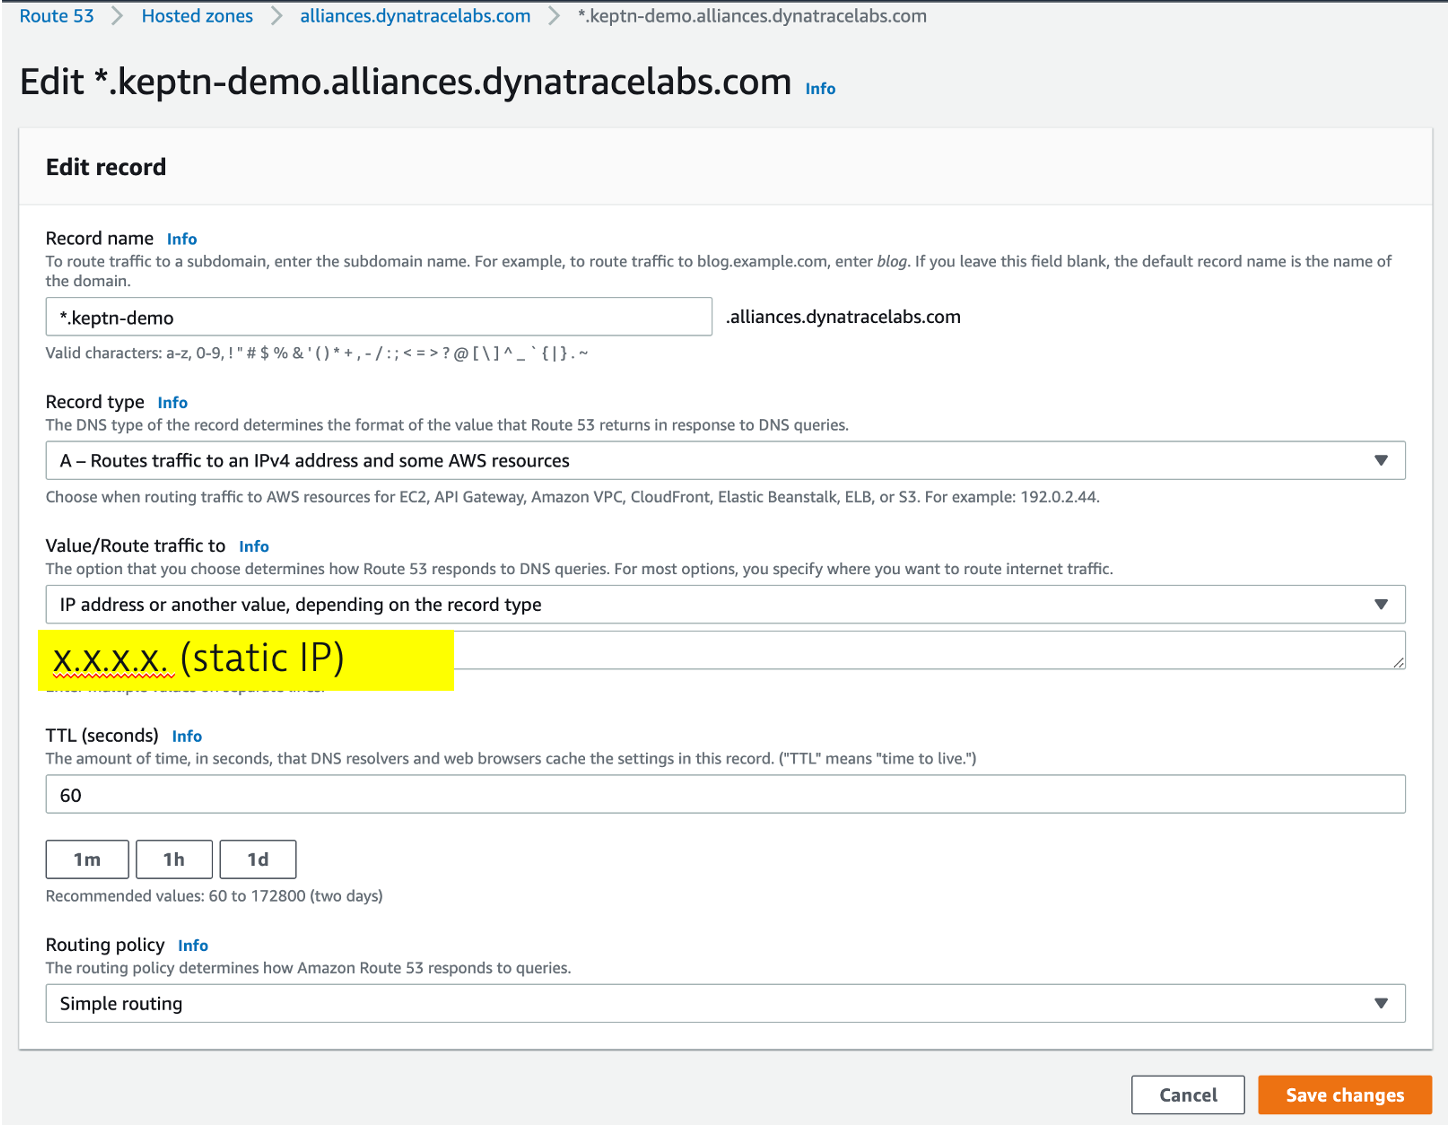 Route 53 > Hosted zones > alliances.dynatracelabs.com > *.keptn-demo.alliances.dynatracelabs.com
Edit *.keptn-demo.alliances.dynatracelabs.com Info
Edit record
Record name Info
To route traffic to a subdomain, enter the subdomain name. For example, to route traffic to blog.example.com, enter blog. If you leave this field blank, the default record name is the name of
the domain.
*.keptn-demo .alliances.dynatracelabs.com
Valid characters: a-z, 0-9, ! " # $ % & ' ( ) * + , - / : ; < = > ? @ [ \ ] ^ _ ` { | } . ~
Record type Info
The DNS type of the record determines the format of the value that Route 53 returns in response to DNS queries.
A – Routes traffic to an IPv4 address and some AWS resources
Choose when routing traffic to AWS resources for EC2, API Gateway, Amazon VPC, CloudFront, Elastic Beanstalk, ELB, or S3. For example: 192.0.2.44.
Value/Route traffic to Info
The option that you choose determines how Route 53 responds to DNS queries. For most options, you specify where you want to route internet traffic.
IP address or another value, depending on the record type
x.x.x.x. (static IP)
Enter multiple values on separate lines.
TTL (seconds) Info
The amount of time, in seconds, that DNS resolvers and web browsers cache the settings in this record. ("TTL" means "time to live.")
60
1m 1h 1d
Recommended values: 60 to 172800 (two days)
Routing policy Info
The routing policy determines how Amazon Route 53 responds to queries.
Simple routing
Cancel Save changes